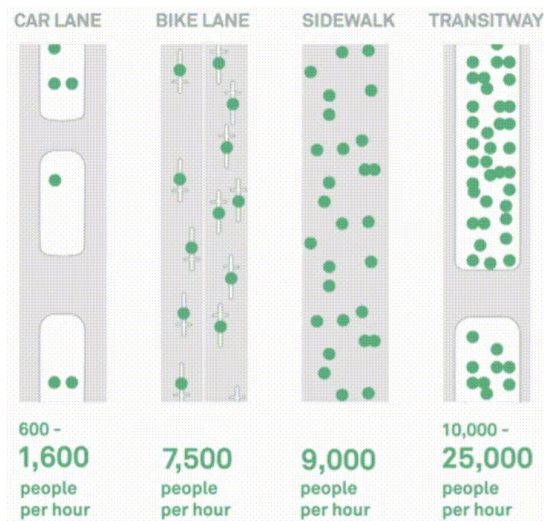 CAR LANE
BIKE LANE
SIDEWALK
TRANSITWAY
600 -
1,600
people
per hour
7,500
people
per hour
9,000
people
per hour
10,000 -
25,000
people
per hour